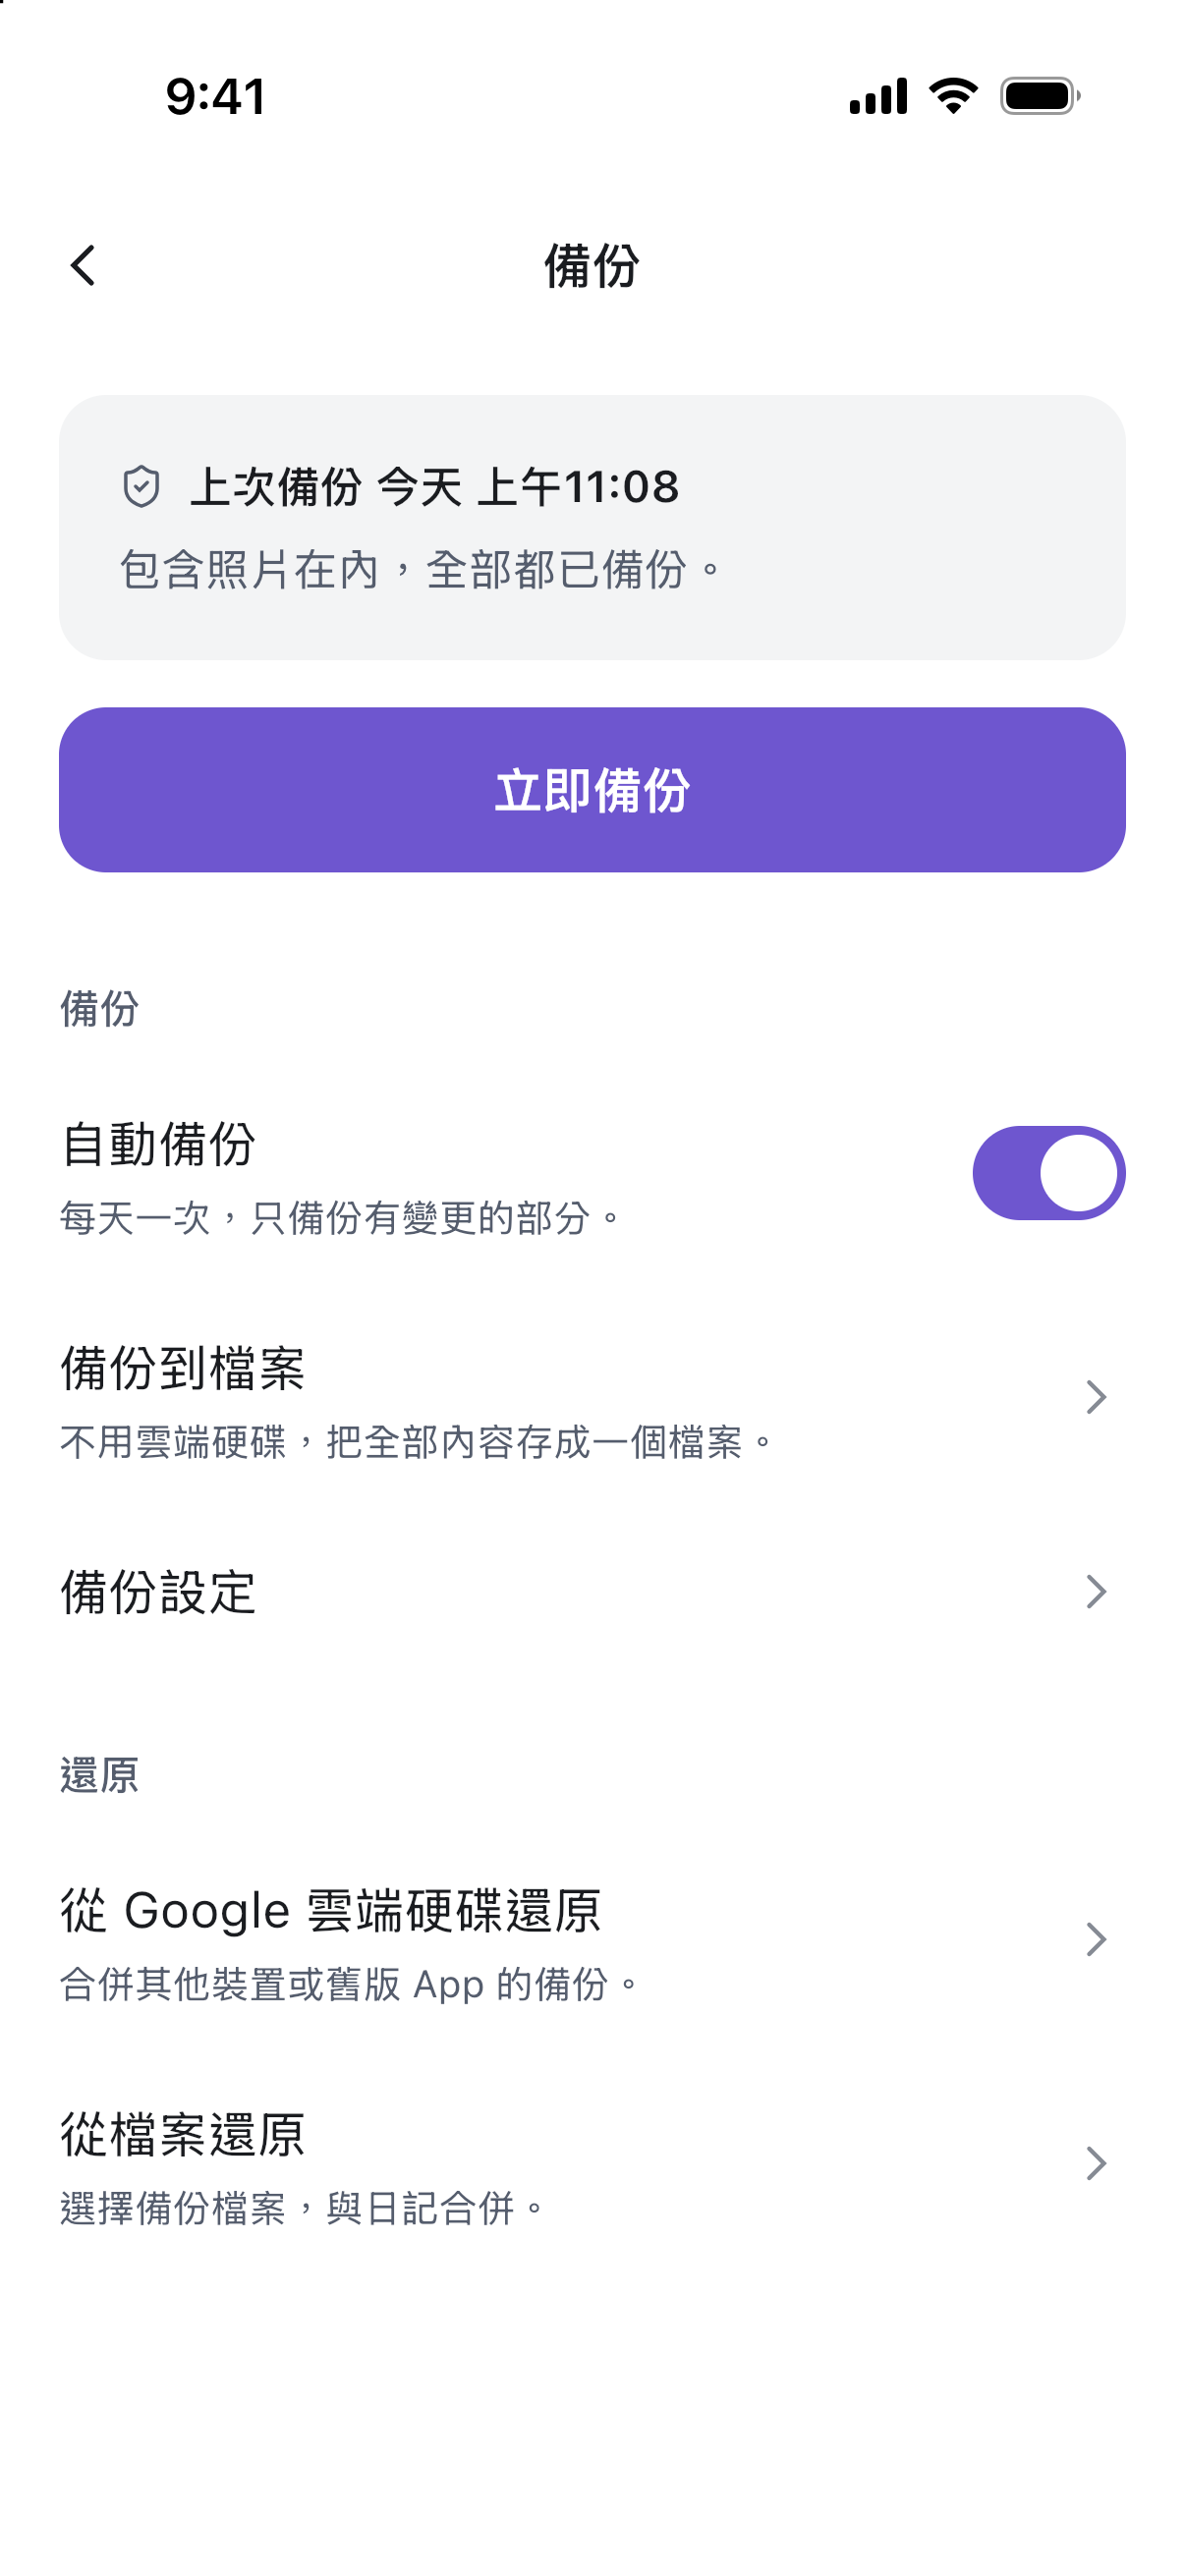 9:41
備份
上次備份 今天 上午11:08
包含照片在內，全部都已備份。
立即備份
備份
自動備份
每天一次，只備份有變更的部分。
備份到檔案
不用雲端硬碟，把全部內容存成一個檔案。
備份設定
還原
從 Google 雲端硬碟還原
合併其他裝置或舊版 App 的備份。
從檔案還原
選擇備份檔案，與日記合併。